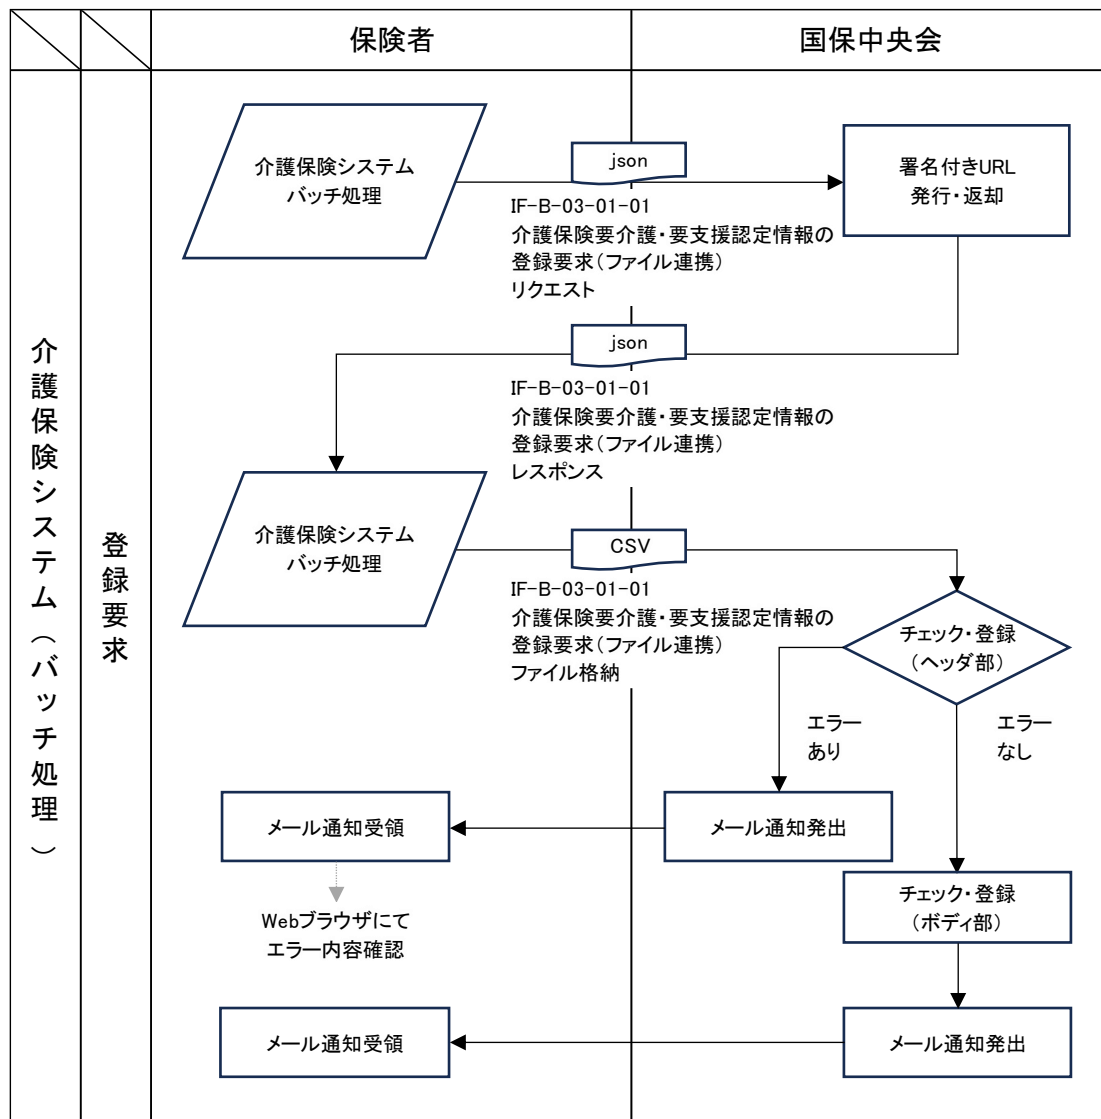 保険者
国保中央会
介護保険システム（バッチ処理）
登録要求
介護保険システム
バッチ処理
json
署名付きURL
発行・返却
IF-B-03-01-01
介護保険要介護・要支援認定情報の
登録要求（ファイル連携）
リクエスト
json
IF-B-03-01-01
介護保険要介護・要支援認定情報の
登録要求（ファイル連携）
レスポンス
介護保険システム
バッチ処理
CSV
IF-B-03-01-01
介護保険要介護・要支援認定情報の
登録要求（ファイル連携）
ファイル格納
チェック・登録
（ヘッダ部）
エラー
あり
エラー
なし
メール通知受領
メール通知発出
Webブラウザにて
エラー内容確認
チェック・登録
（ボディ部）
メール通知受領
メール通知発出